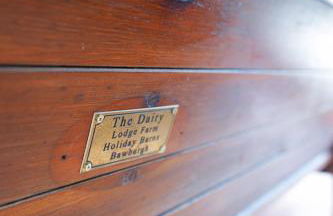 The Dairy
Lodge Farm
Holiday Barns
Bawburgh